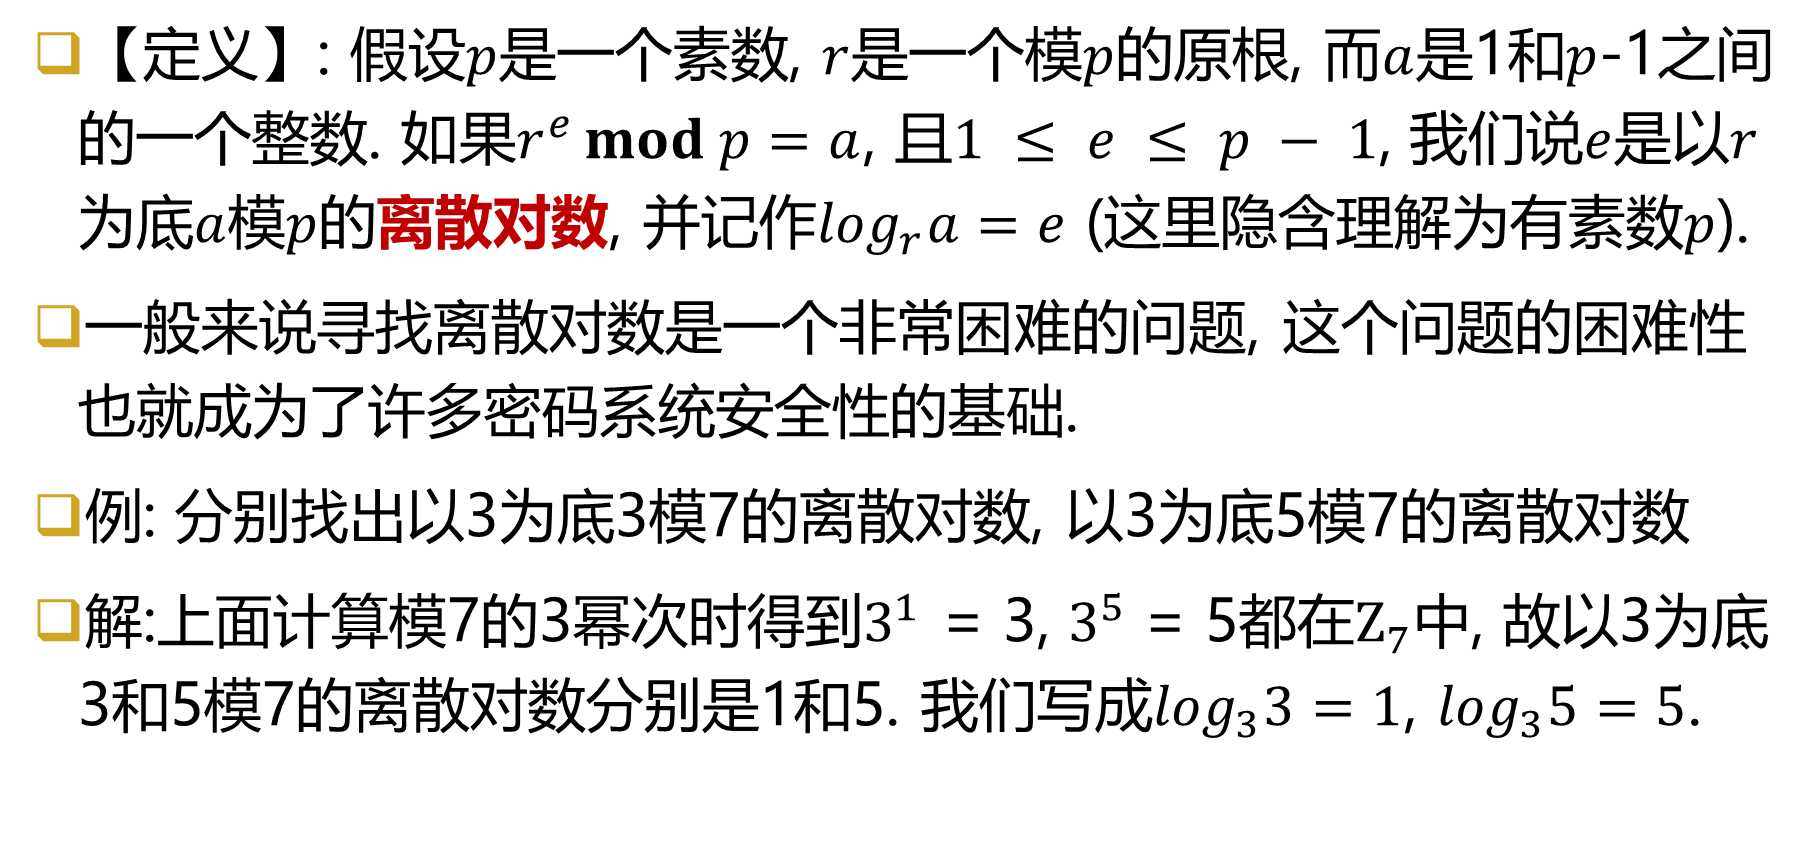 【定义】: 假设p是一个素数, r是一个模p的原根, 而a是1和p-1之间
的一个整数. 如果r^e mod p = a, 且1 ≤ e ≤ p − 1, 我们说e是以r
为底a模p的离散对数, 并记作log_r a = e (这里隐含理解为有素数p).
一般来说寻找离散对数是一个非常困难的问题, 这个问题的困难性
也就成为了许多密码系统安全性的基础.
例: 分别找出以3为底3模7的离散对数, 以3为底5模7的离散对数
解:上面计算模7的3幂次时得到3¹ = 3, 3⁵ = 5都在Z₇中, 故以3为底
3和5模7的离散对数分别是1和5. 我们写成log₃3 = 1, log₃5 = 5.